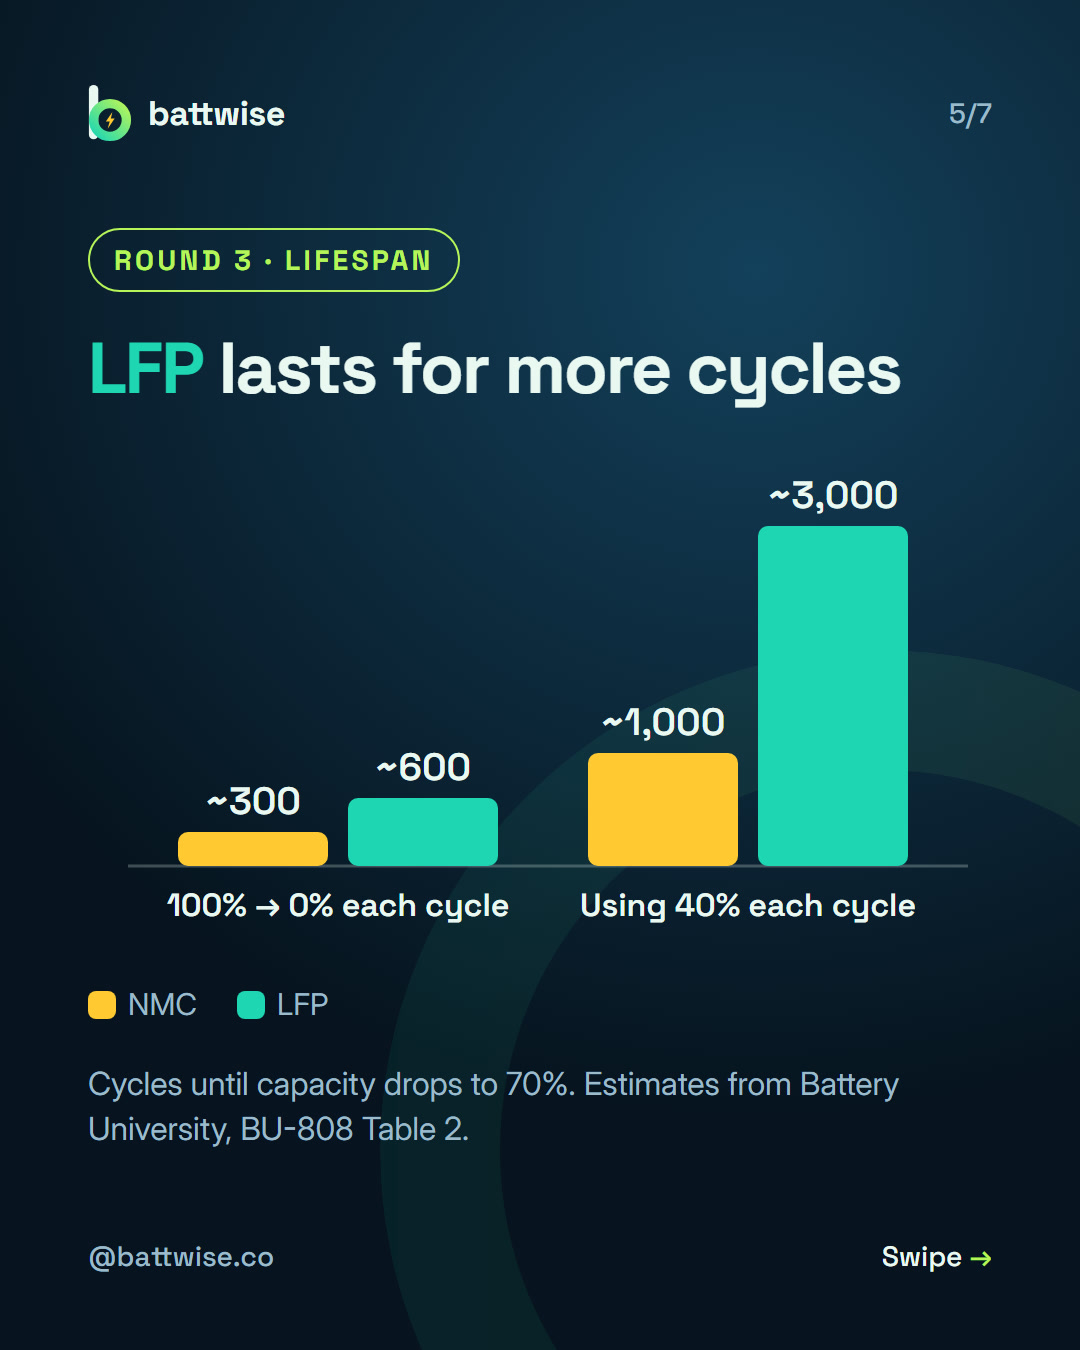 battwise
5/7
ROUND 3 · LIFESPAN
LFP lasts for more cycles
~3,000
~1,000
~600
~300
100% → 0% each cycle
Using 40% each cycle
NMC
LFP
Cycles until capacity drops to 70%. Estimates from Battery
University, BU-808 Table 2.
@battwise.co
Swipe →